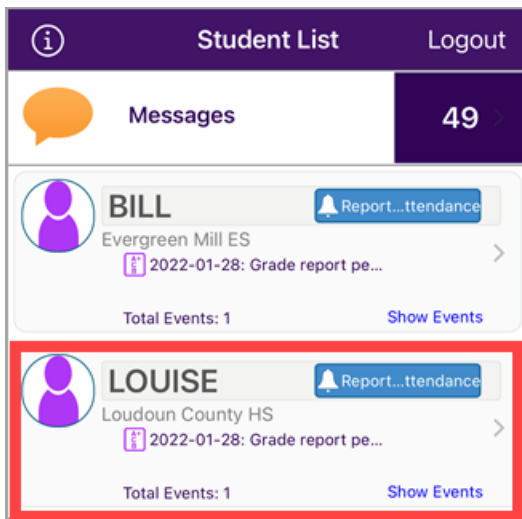 Student List Logout
Messages 49
BILL Report...ttendance
Evergreen Mill ES
2022-01-28: Grade report pe...
Total Events: 1 Show Events
LOUISE Report...ttendance
Loudoun County HS
2022-01-28: Grade report pe...
Total Events: 1 Show Events